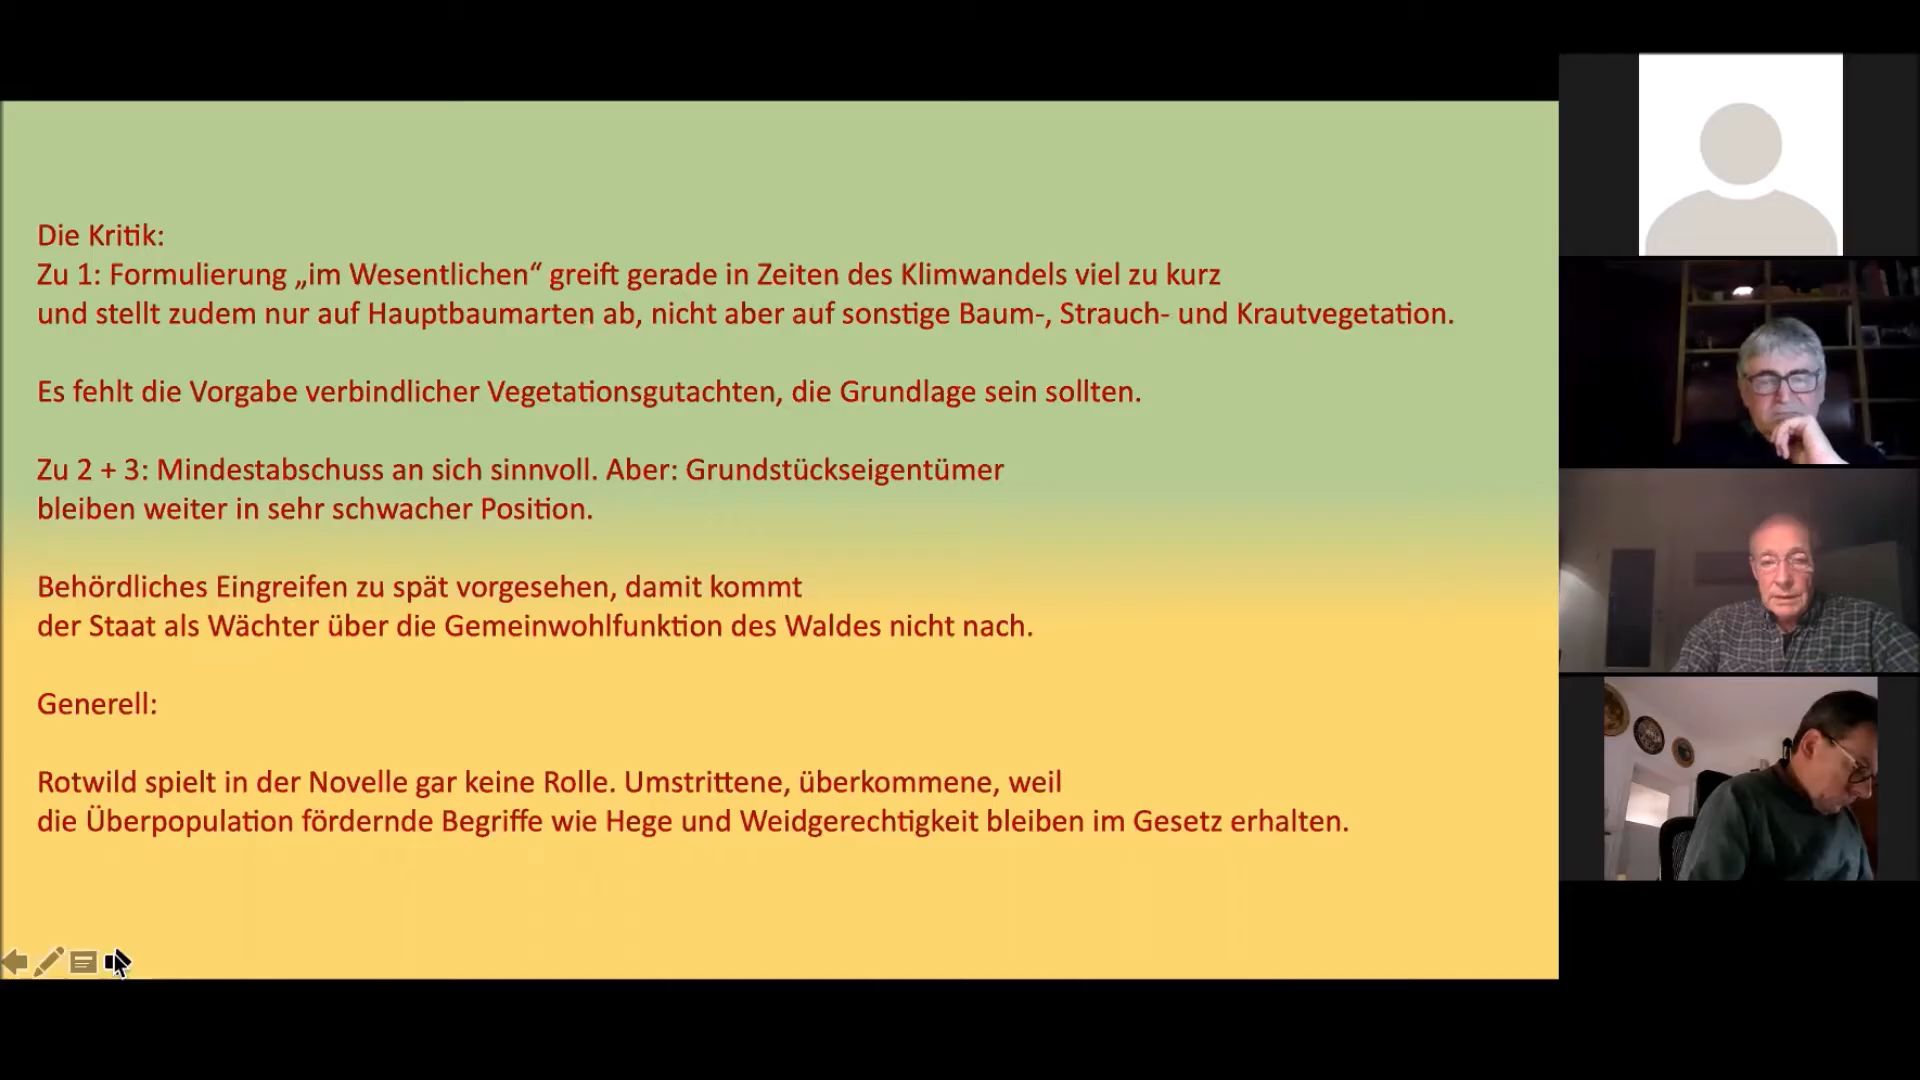 Die Kritik:
Zu 1: Formulierung „im Wesentlichen“ greift gerade in Zeiten des Klimwandels viel zu kurz
und stellt zudem nur auf Hauptbaumarten ab, nicht aber auf sonstige Baum-, Strauch- und Krautvegetation.
Es fehlt die Vorgabe verbindlicher Vegetationsgutachten, die Grundlage sein sollten.
Zu 2 + 3: Mindestabschuss an sich sinnvoll. Aber: Grundstückseigentümer
bleiben weiter in sehr schwacher Position.
Behördliches Eingreifen zu spät vorgesehen, damit kommt
der Staat als Wächter über die Gemeinwohlfunktion des Waldes nicht nach.
Generell:
Rotwild spielt in der Novelle gar keine Rolle. Umstrittene, überkommene, weil
die Überpopulation fördernde Begriffe wie Hege und Weidgerechtigkeit bleiben im Gesetz erhalten.